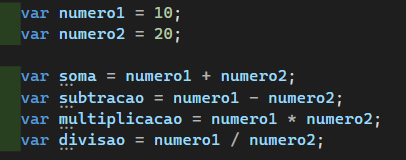 var numero1 = 10;
var numero2 = 20;
var soma = numero1 + numero2;
var subtracao = numero1 - numero2;
var multiplicacao = numero1 * numero2;
var divisao = numero1 / numero2;